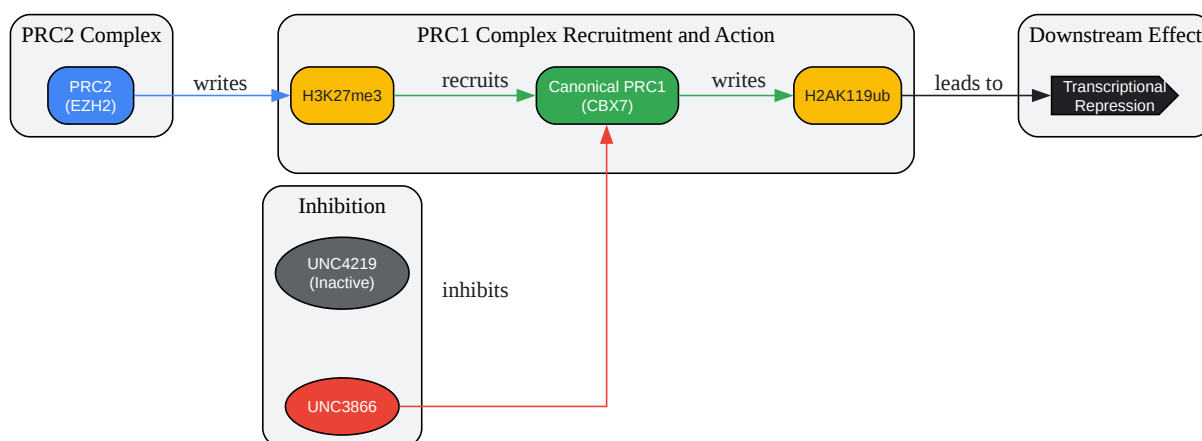 PRC2 Complex
PRC1 Complex Recruitment and Action
Downstream Effect
PRC2
(EZH2)
writes
H3K27me3
recruits
Canonical PRC1
(CBX7)
writes
H2AK119ub
leads to
Transcriptional
Repression
Inhibition
UNC4219
(Inactive)
inhibits
UNC3866